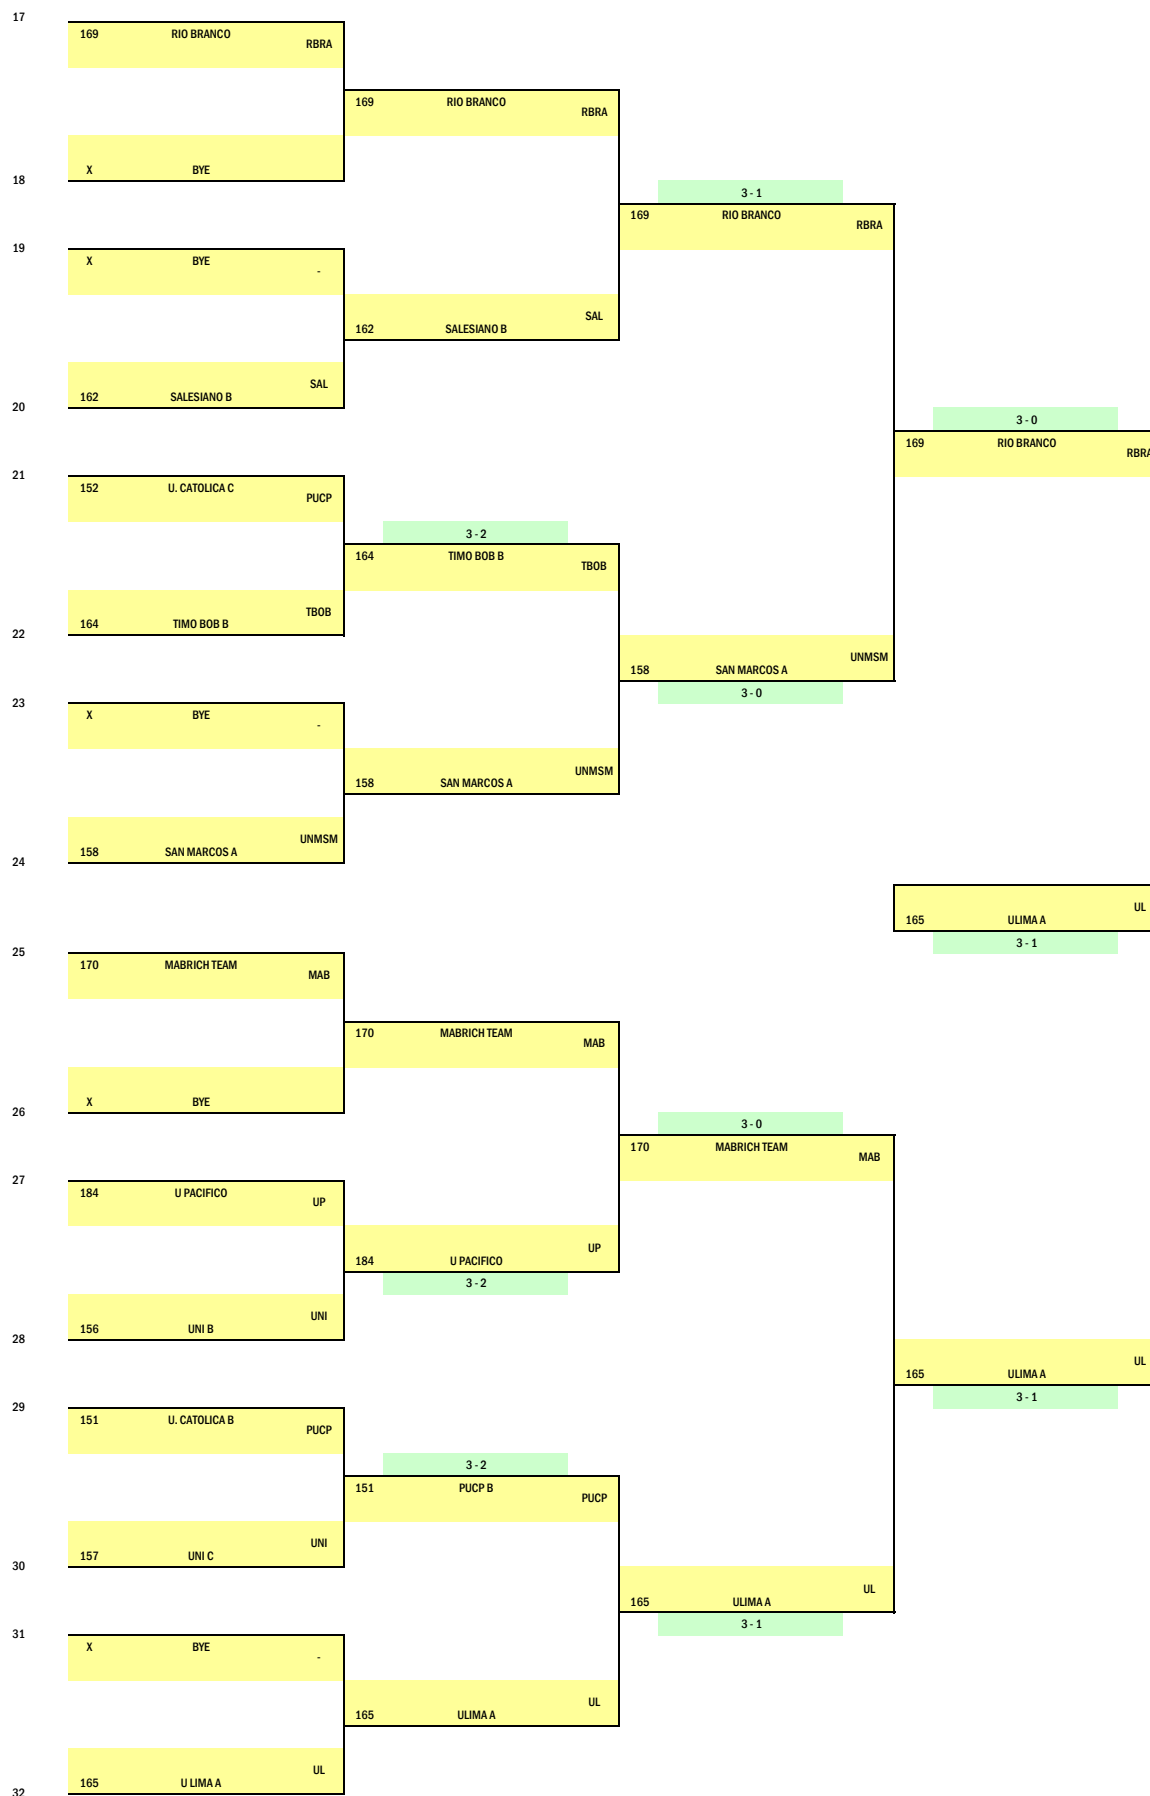 17
169 RIO BRANCO RBRA
169 RIO BRANCO RBRA
X BYE
18
3 - 1
169 RIO BRANCO RBRA
19
X BYE -
162 SALESIANO B SAL
162 SALESIANO B SAL
20
3 - 0
169 RIO BRANCO RBRA
21
152 U. CATOLICA C PUCP
3 - 2
164 TIMO BOB B TBOB
164 TIMO BOB B TBOB
22
158 SAN MARCOS A UNMSM
3 - 0
23
X BYE -
158 SAN MARCOS A UNMSM
158 SAN MARCOS A UNMSM
24
165 ULIMA A UL
3 - 1
25
170 MABRICH TEAM MAB
170 MABRICH TEAM MAB
X BYE
26
3 - 0
170 MABRICH TEAM MAB
27
184 U PACIFICO UP
184 U PACIFICO UP
3 - 2
156 UNI B UNI
28
165 ULIMA A UL
3 - 1
29
151 U. CATOLICA B PUCP
3 - 2
151 PUCP B PUCP
157 UNI C UNI
30
165 ULIMA A UL
3 - 1
31
X BYE -
165 ULIMA A UL
165 U LIMA A UL
32